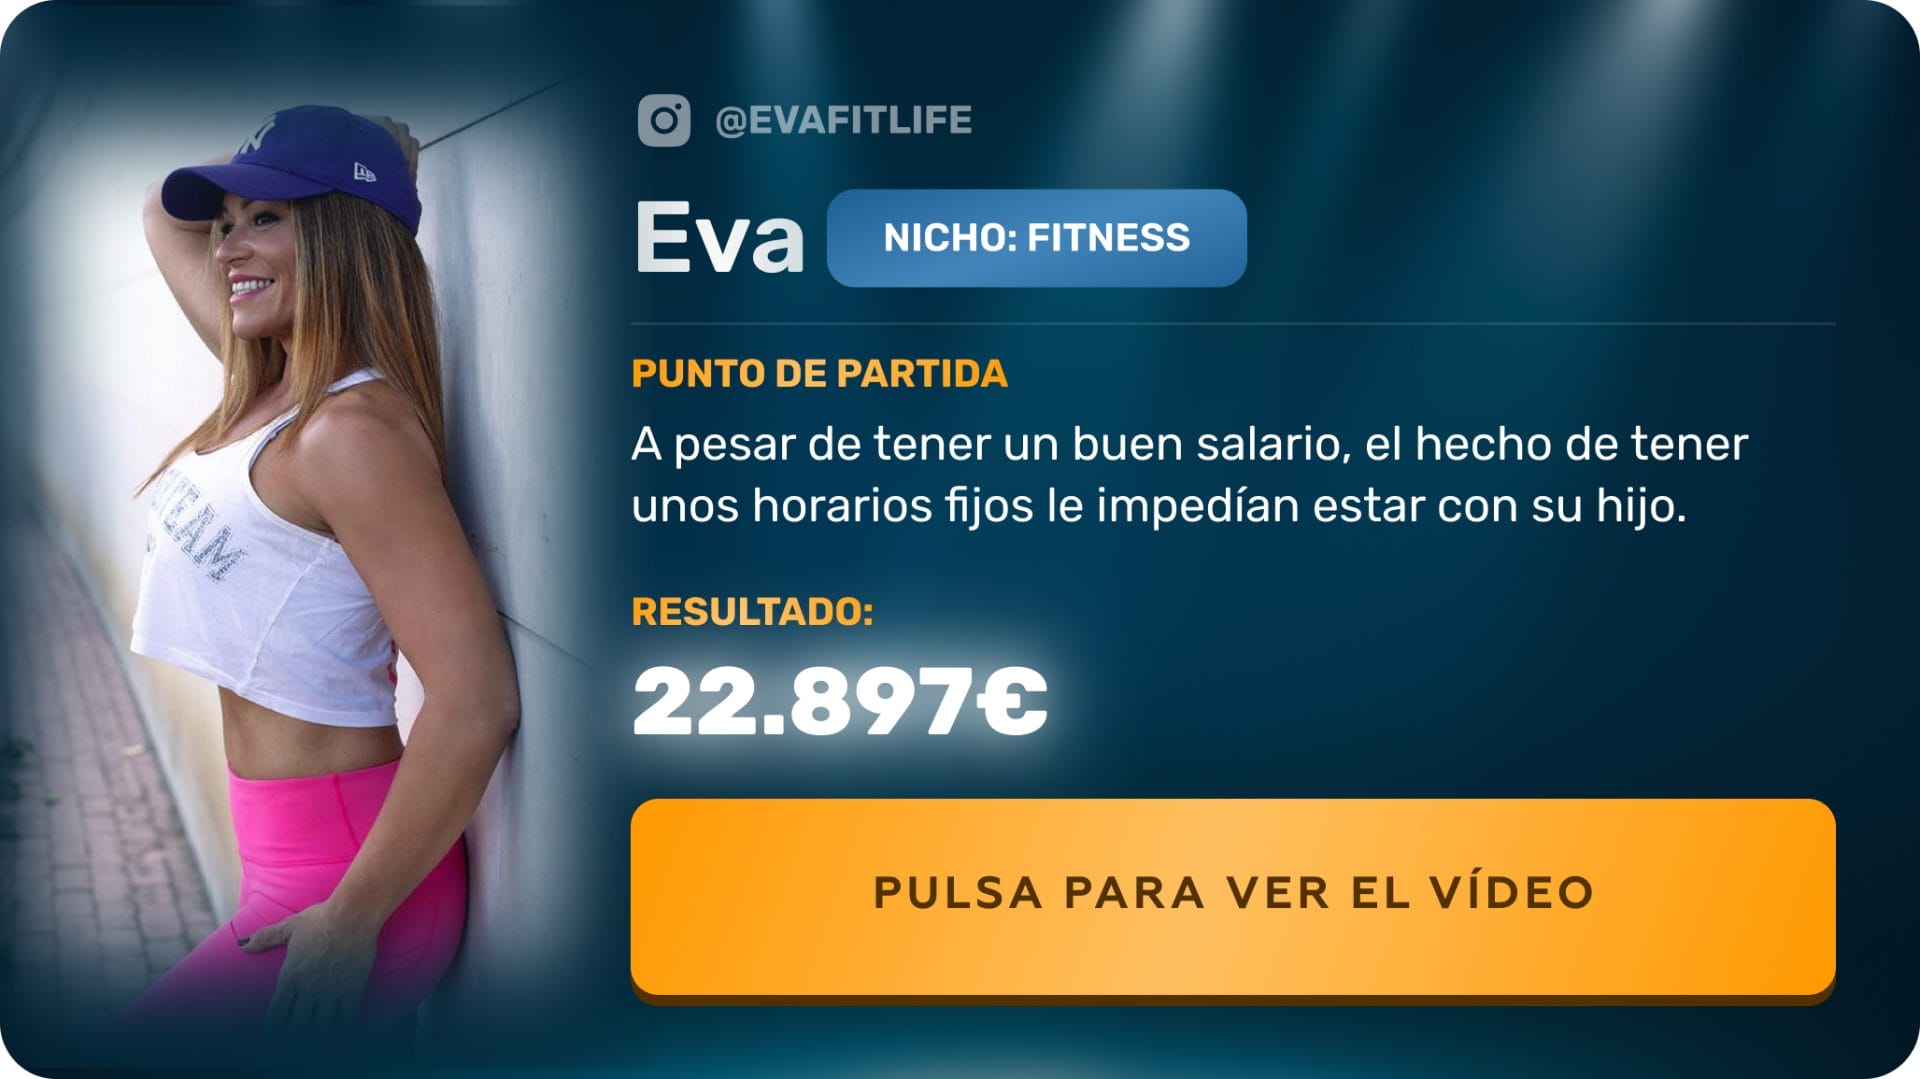 @EVAFITLIFE
Eva
NICHO: FITNESS
PUNTO DE PARTIDA
A pesar de tener un buen salario, el hecho de tener
unos horarios fijos le impedían estar con su hijo.
RESULTADO:
22.897€
PULSA PARA VER EL VÍDEO